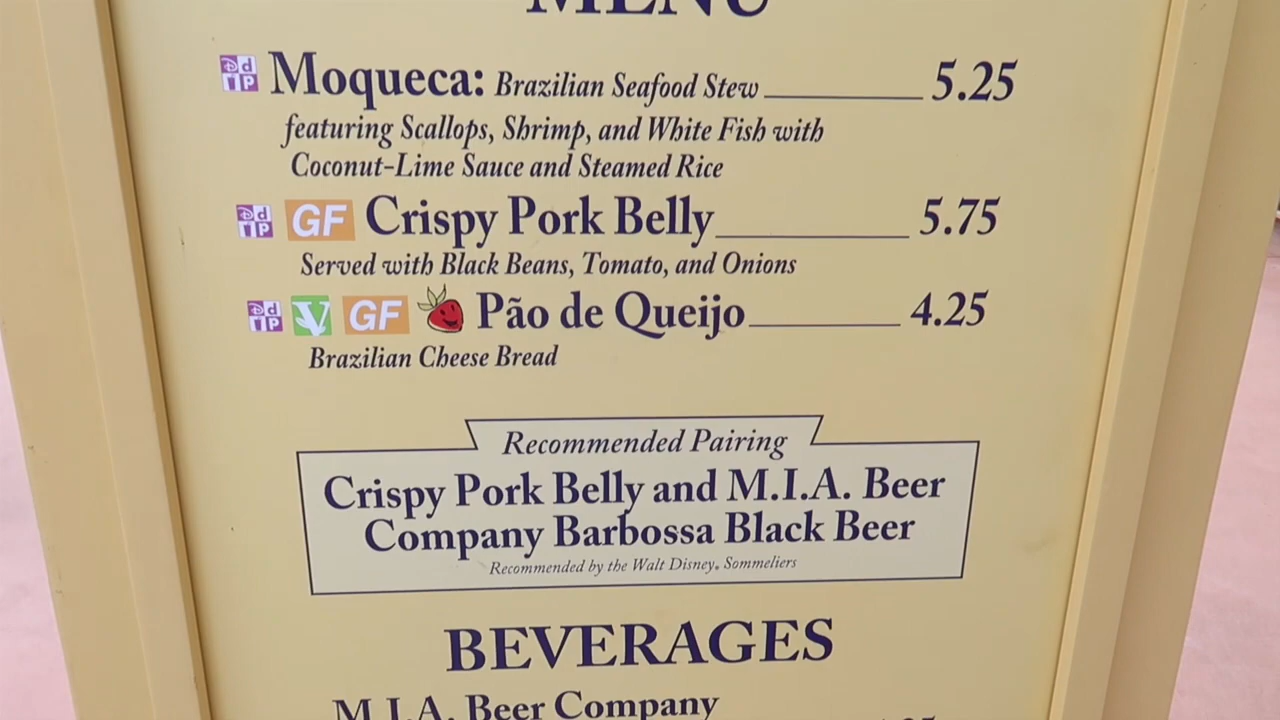 MENU
Moqueca: Brazilian Seafood Stew 5.25
featuring Scallops, Shrimp, and White Fish with
Coconut-Lime Sauce and Steamed Rice
GF Crispy Pork Belly 5.75
Served with Black Beans, Tomato, and Onions
V GF Pão de Queijo 4.25
Brazilian Cheese Bread
Recommended Pairing
Crispy Pork Belly and M.I.A. Beer
Company Barbossa Black Beer
Recommended by the Walt Disney® Sommeliers
BEVERAGES
M.I.A. Beer Company